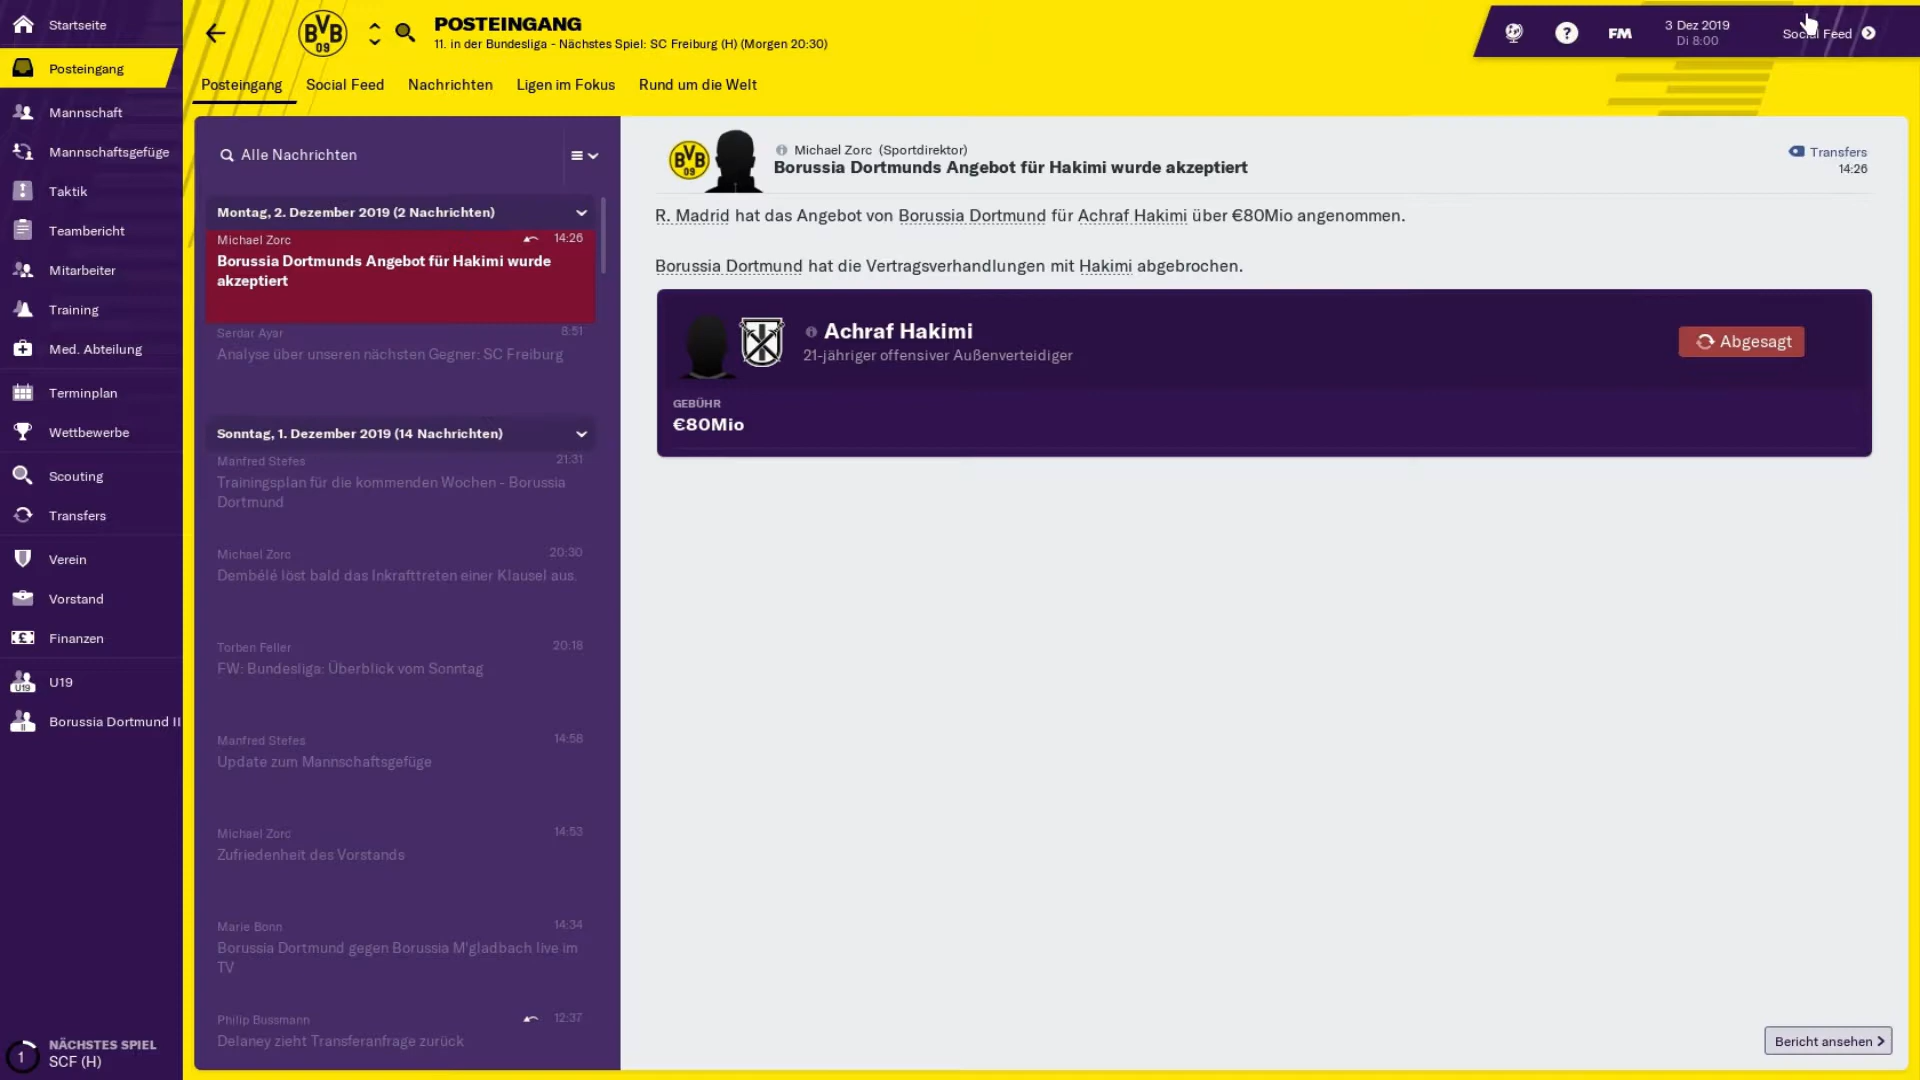 Startseite
Posteingang
Mannschaft
Mannschaftsgefüge
Taktik
Teambericht
Mitarbeiter
Training
Med. Abteilung
Terminplan
Wettbewerbe
Scouting
Transfers
Verein
Vorstand
Finanzen
U19
U19
II
Borussia Dortmund II
1
NÄCHSTES SPIEL
SCF (H)
BVB
09
POSTEINGANG
11. in der Bundesliga - Nächstes Spiel: SC Freiburg (H) (Morgen 20:30)
?
FM
3 Dez 2019
Di 8:00
Social Feed
Posteingang
Social Feed
Nachrichten
Ligen im Fokus
Rund um die Welt
Alle Nachrichten
Montag, 2. Dezember 2019 (2 Nachrichten)
Michael Zorc
14:26
Borussia Dortmunds Angebot für Hakimi wurde
akzeptiert
Serdar Ayar
8:51
Analyse über unseren nächsten Gegner: SC Freiburg
Sonntag, 1. Dezember 2019 (14 Nachrichten)
Manfred Stefes
21:31
Trainingsplan für die kommenden Wochen - Borussia
Dortmund
Michael Zorc
20:30
Dembélé löst bald das Inkrafttreten einer Klausel aus.
Torben Feller
20:18
FW: Bundesliga: Überblick vom Sonntag
Manfred Stefes
14:58
Update zum Mannschaftsgefüge
Michael Zorc
14:53
Zufriedenheit des Vorstands
Marie Bonn
14:34
Borussia Dortmund gegen Borussia M'gladbach live im
TV
Philip Bussmann
12:37
Delaney zieht Transferanfrage zurück
BVB
09
Michael Zorc (Sportdirektor)
Borussia Dortmunds Angebot für Hakimi wurde akzeptiert
Transfers
14:26
R. Madrid hat das Angebot von Borussia Dortmund für Achraf Hakimi über €80Mio angenommen.
Borussia Dortmund hat die Vertragsverhandlungen mit Hakimi abgebrochen.
Achraf Hakimi
21-jähriger offensiver Außenverteidiger
Abgesagt
GEBÜHR
€80Mio
Bericht ansehen